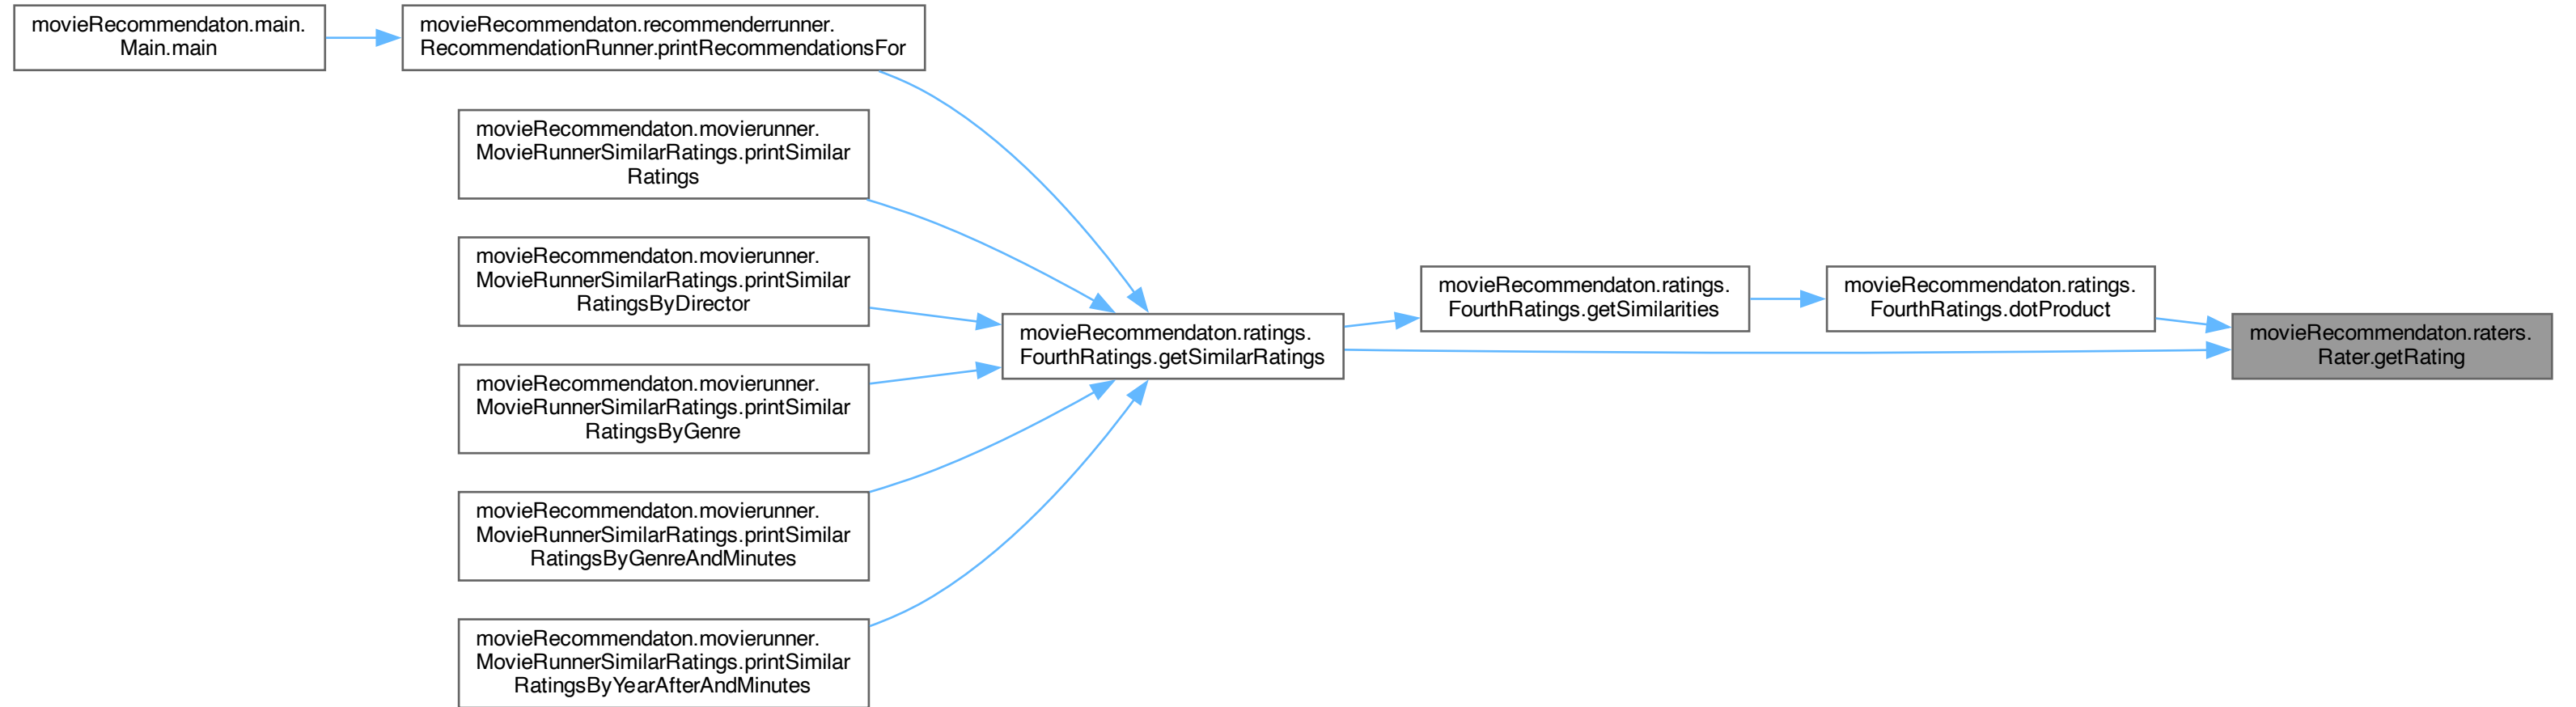 movieRecommendaton.main.
Main.main
movieRecommendaton.recommenderrunner.
RecommendationRunner.printRecommendationsFor
movieRecommendaton.movierunner.
MovieRunnerSimilarRatings.printSimilar
Ratings
movieRecommendaton.movierunner.
MovieRunnerSimilarRatings.printSimilar
RatingsByDirector
movieRecommendaton.movierunner.
MovieRunnerSimilarRatings.printSimilar
RatingsByGenre
movieRecommendaton.movierunner.
MovieRunnerSimilarRatings.printSimilar
RatingsByGenreAndMinutes
movieRecommendaton.movierunner.
MovieRunnerSimilarRatings.printSimilar
RatingsByYearAfterAndMinutes
movieRecommendaton.ratings.
FourthRatings.getSimilarRatings
movieRecommendaton.ratings.
FourthRatings.getSimilarities
movieRecommendaton.ratings.
FourthRatings.dotProduct
movieRecommendaton.raters.
Rater.getRating